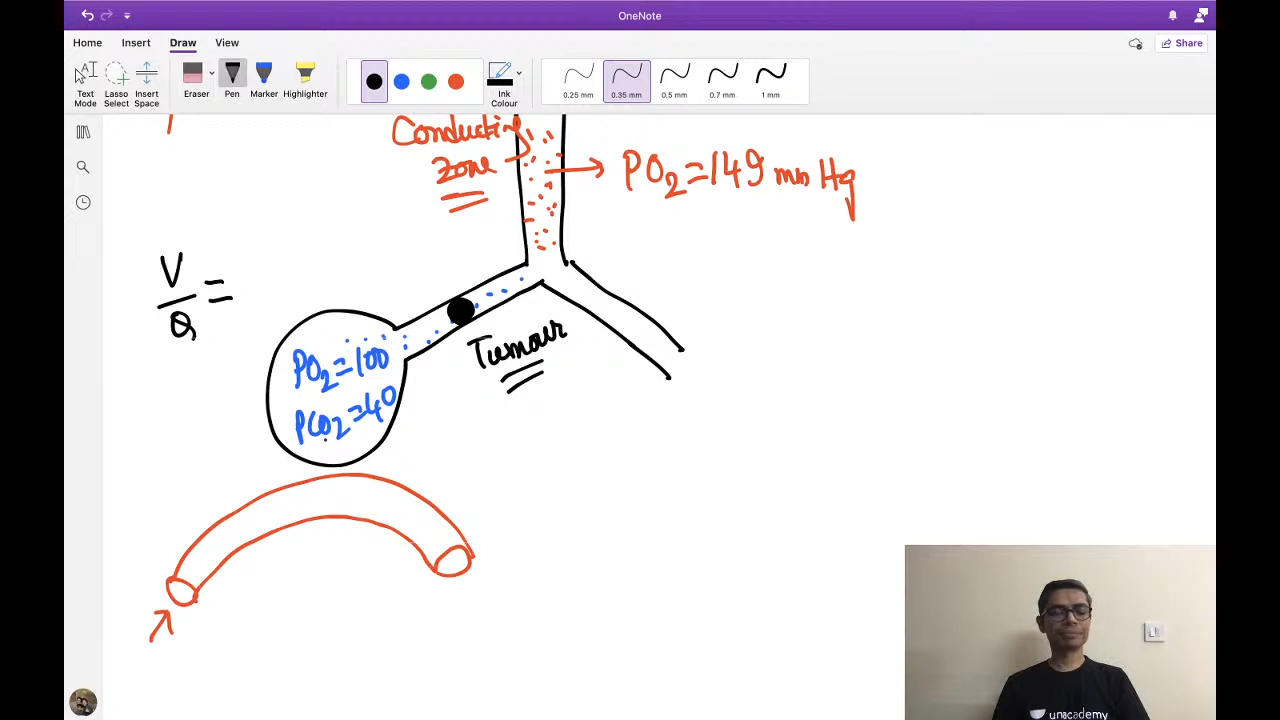 OneNote
Home Insert Draw View
Share
Text Mode
Lasso Select
Insert Space
Eraser
Pen
Marker
Highlighter
Ink Colour
0.25 mm
0.35 mm
0.5 mm
0.7 mm
1 mm
Conducting
zone
PO2=149 mm Hg
V/Q =
Tumour
PO2=100
PCO2=40
unacademy